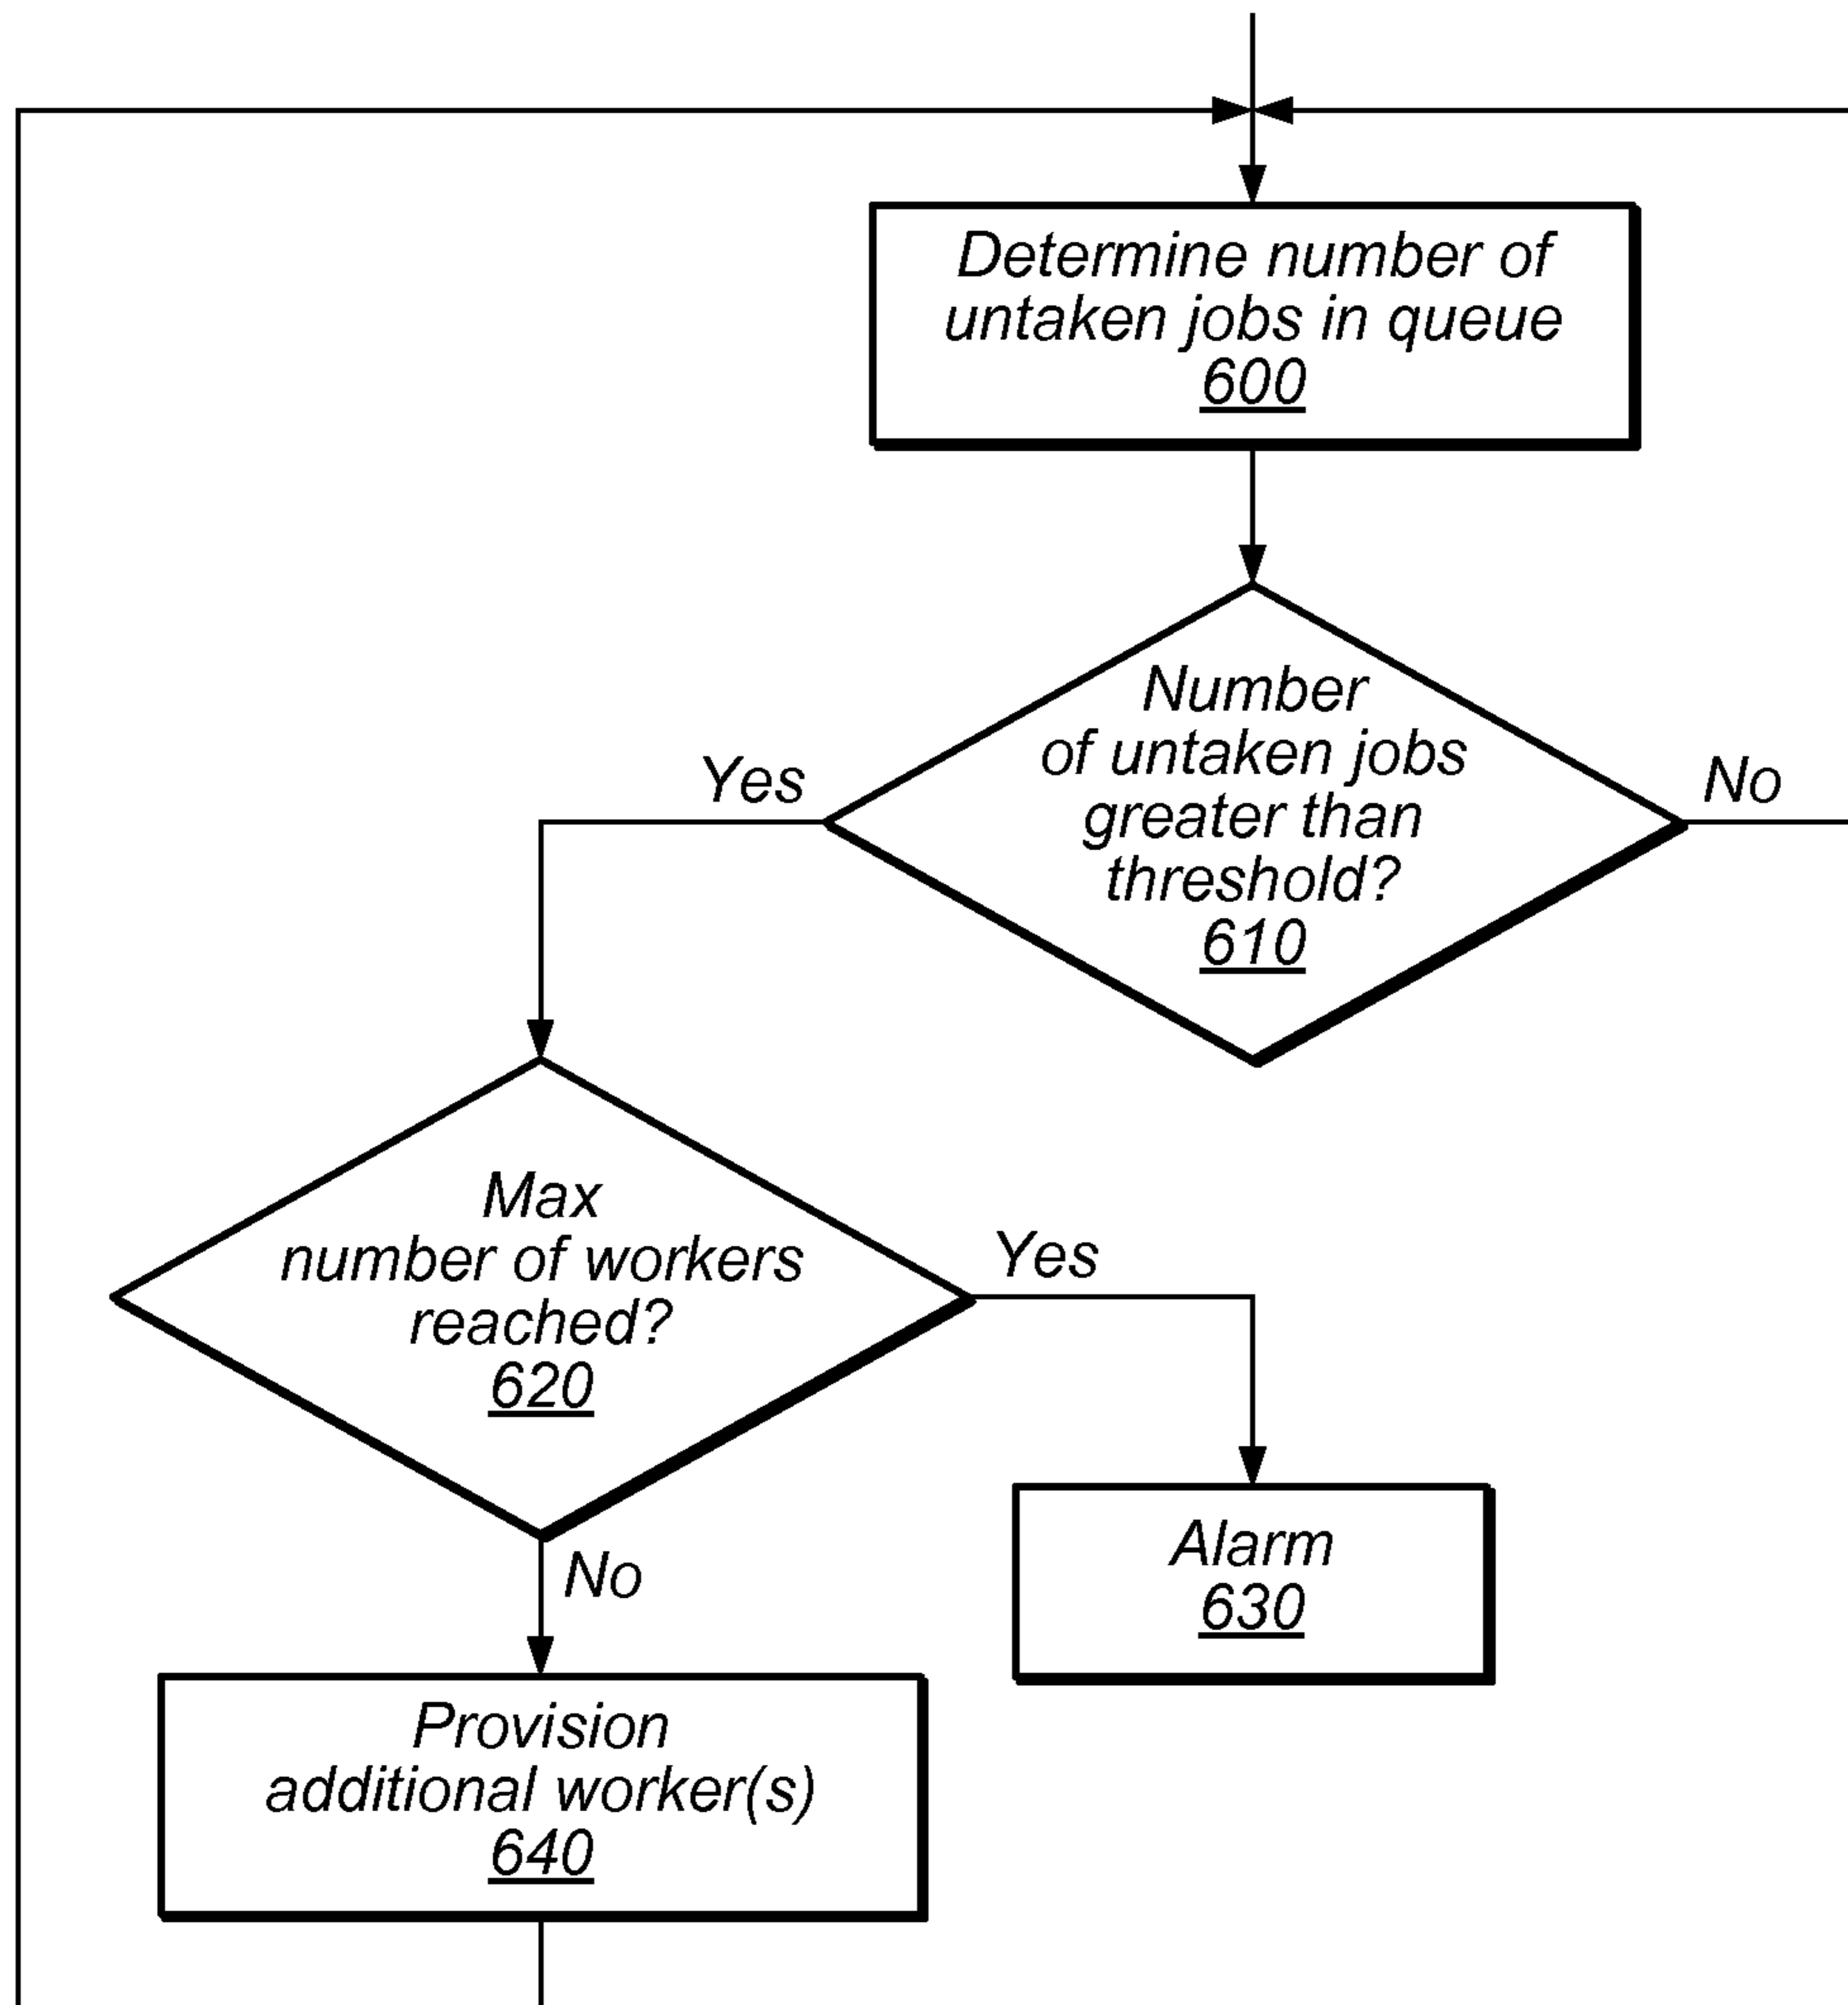 Determine number of
untaken jobs in queue
600
Number
of untaken jobs
greater than
threshold?
610
Yes
No
Max
number of workers
reached?
620
Yes
No
Alarm
630
Provision
additional worker(s)
640